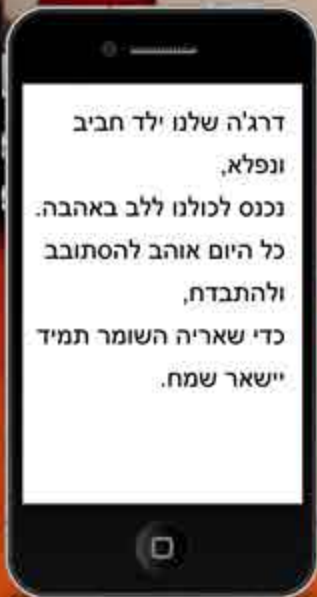 דרג'ה שלנו ילד חביב
ונפלא,
נכנס לכולנו ללב באהבה.
כל היום אוהב להסתובב
ולהתבדח,
כדי שאריה השומר תמיד
יישאר שמח.